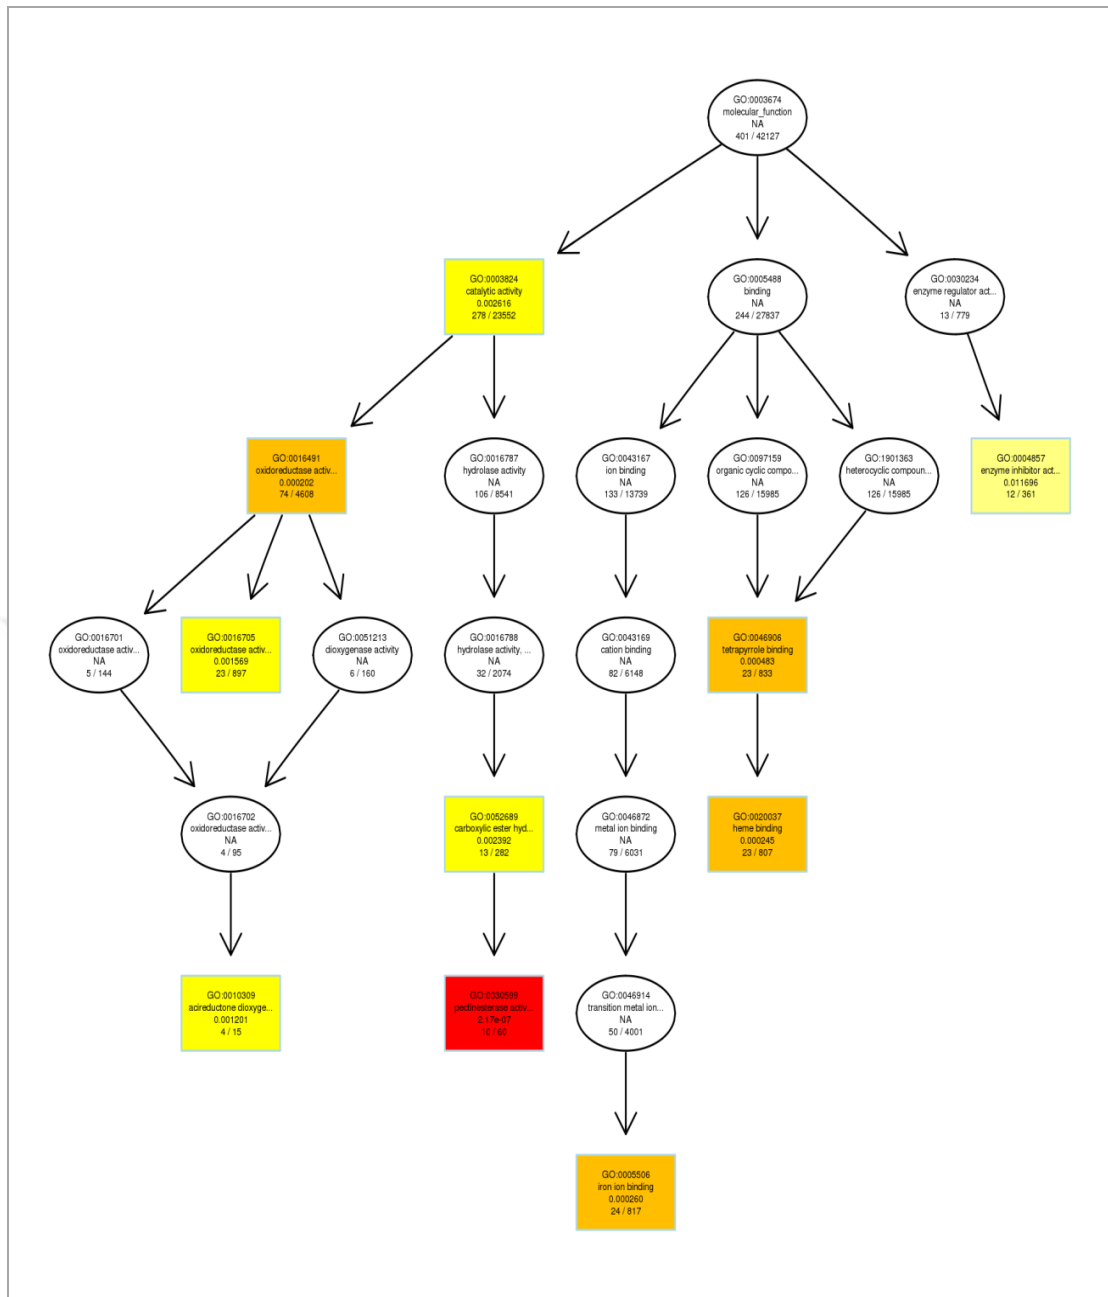 GO:0003674
molecular_function
NA
401 / 42127
GO:0003824
catalytic activity
0.002616
278 / 23552
GO:0005488
binding
NA
244 / 27837
GO:0030234
enzyme regulator act...
NA
13 / 779
GO:0016491
oxidoreductase activ...
0.000202
74 / 4608
GO:0016787
hydrolase activity
NA
106 / 8541
GO:0043167
ion binding
NA
133 / 13739
GO:0097159
organic cyclic compo...
NA
126 / 15985
GO:1901363
heterocyclic compoun...
NA
126 / 15985
GO:0004857
enzyme inhibitor act...
0.011696
12 / 361
GO:0016701
oxidoreductase activ...
NA
5 / 144
GO:0016705
oxidoreductase activ...
0.001569
23 / 897
GO:0051213
dioxygenase activity
NA
6 / 160
GO:0016788
hydrolase activity, ...
NA
32 / 2074
GO:0043169
cation binding
NA
82 / 6148
GO:0046906
tetrapyrrole binding
0.000483
23 / 833
GO:0016702
oxidoreductase activ...
NA
4 / 95
GO:0052689
carboxylic ester hyd...
0.002392
13 / 282
GO:0046872
metal ion binding
NA
79 / 6031
GO:0020037
heme binding
0.000245
23 / 807
GO:0010309
acireductone dioxyge...
0.001201
4 / 15
GO:0030599
pectinesterase activ...
2.17e-07
10 / 60
GO:0046914
transition metal ion...
NA
50 / 4001
GO:0005506
iron ion binding
0.000260
24 / 817